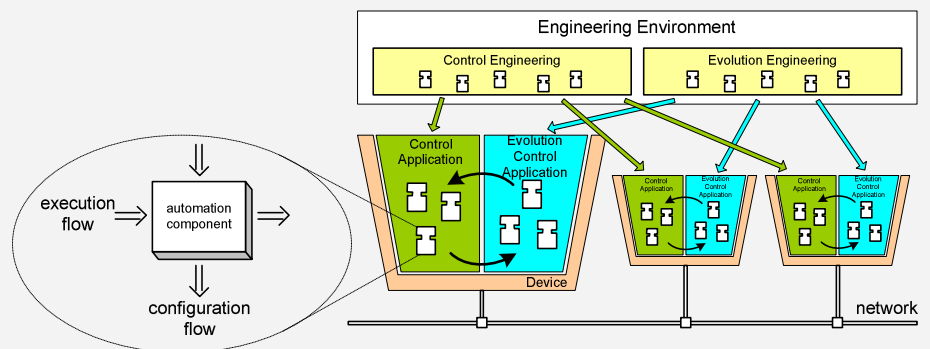 Engineering Environment
Control Engineering
Evolution Engineering
Control
Application
Evolution
Control
Application
Control
Application
Evolution
Control
Application
Control
Application
Evolution
Control
Application
execution
flow
automation
component
configuration
flow
Device
network